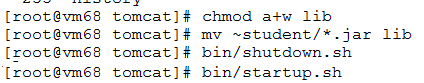 [root@vm68 tomcat]# chmod a+w lib
[root@vm68 tomcat]# mv ~student/*.jar lib
[root@vm68 tomcat]# bin/shutdown.sh
[root@vm68 tomcat]# bin/startup.sh